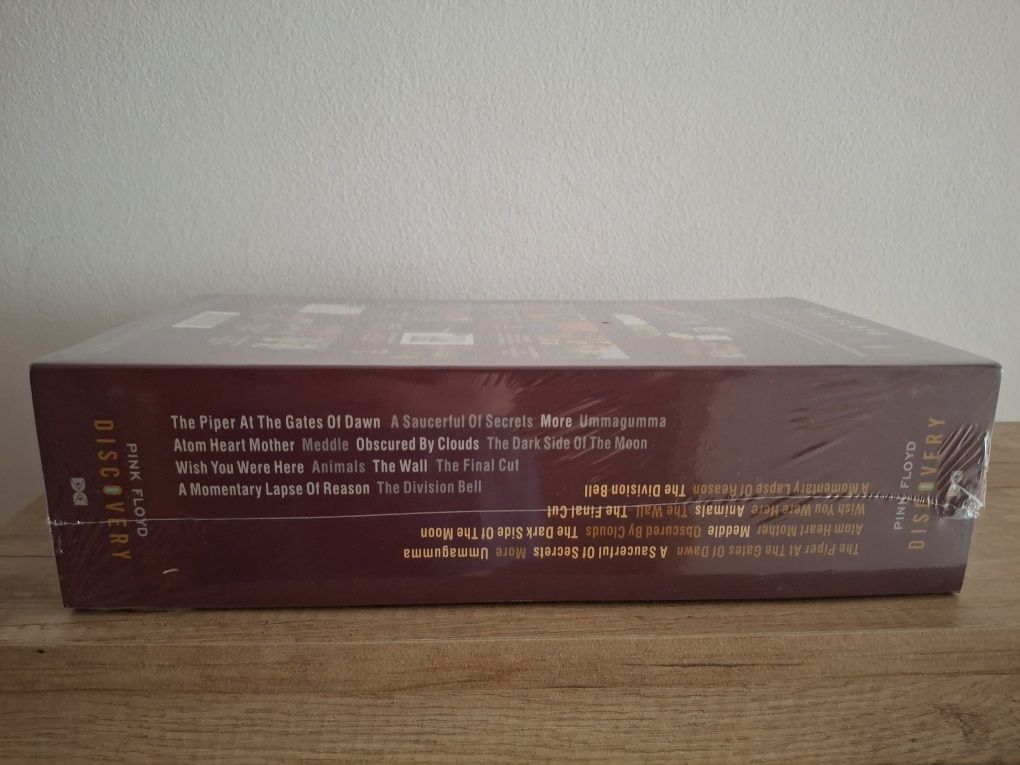 DISCOVERY
PINK FLOYD
The Piper At The Gates Of Dawn A Saucerful Of Secrets More Ummagumma
Atom Heart Mother Meddle Obscured By Clouds The Dark Side Of The Moon
Wish You Were Here Animals The Wall The Final Cut
A Momentary Lapse Of Reason The Division Bell
The Piper At The Gates Of Dawn A Saucerful Of Secrets More Ummagumma
Atom Heart Mother Meddle Obscured By Clouds The Dark Side Of The Moon
Wish You Were Here Animals The Wall The Final Cut
A Momentary Lapse Of Reason The Division Bell
PINK FLOYD
DISCOVERY